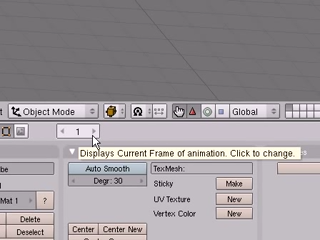 Object Mode
Global
1
Displays Current Frame of animation. Click to change.
be
Auto Smooth
TexMesh:
Degr: 30
Sticky
Make
Mat 1
?
UV Texture
New
Vertex Color
New
Delete
Deselect
Center
Center New